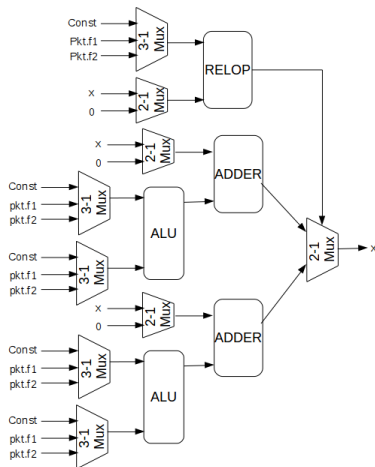 Const
Pkt.f1
Pkt.f2
3-1
Mux
RELOP
x
0
2-1
Mux
x
0
2-1
Mux
ADDER
Const
pkt.f1
pkt.f2
3-1
Mux
ALU
Const
pkt.f1
pkt.f2
3-1
Mux
2-1
Mux
x
x
0
2-1
Mux
ADDER
Const
pkt.f1
pkt.f2
3-1
Mux
ALU
Const
pkt.f1
pkt.f2
3-1
Mux